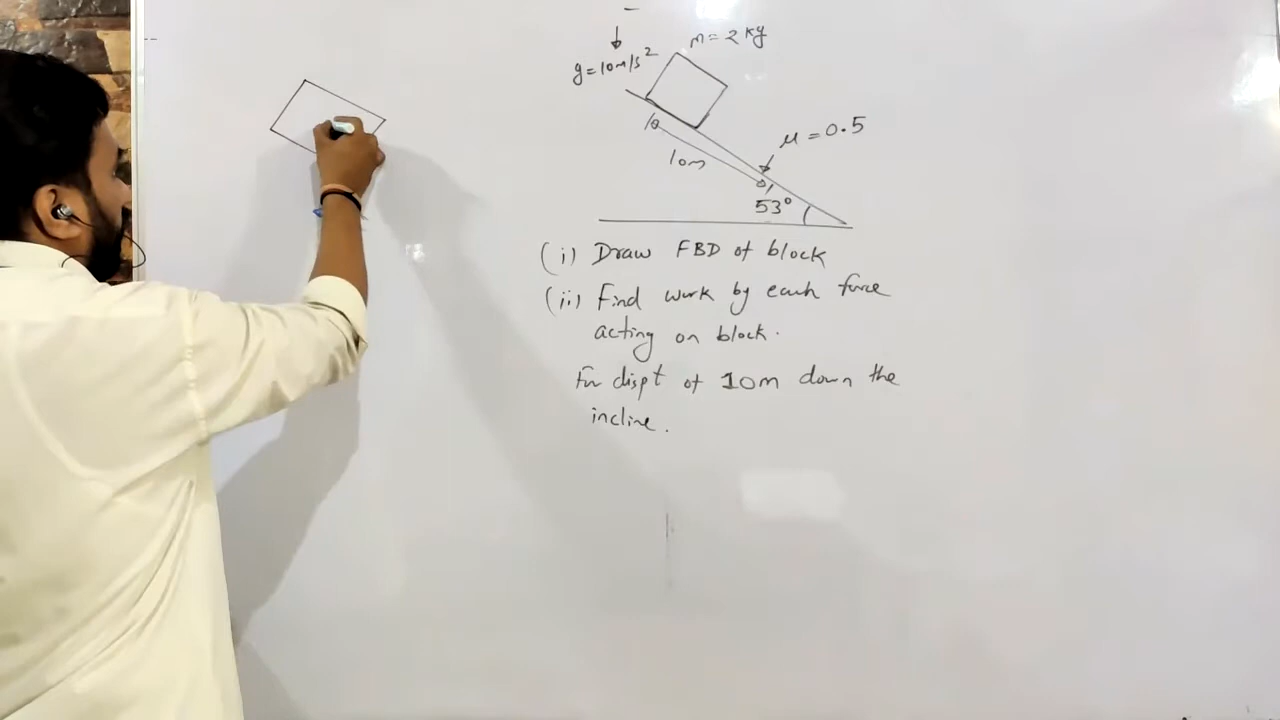 m = 2 kg
g = 10 m/s²
μ = 0.5
10m
53°
(i) Draw FBD of block
(ii) Find work by each force
acting on block.
For dispt of 10m down the
incline.